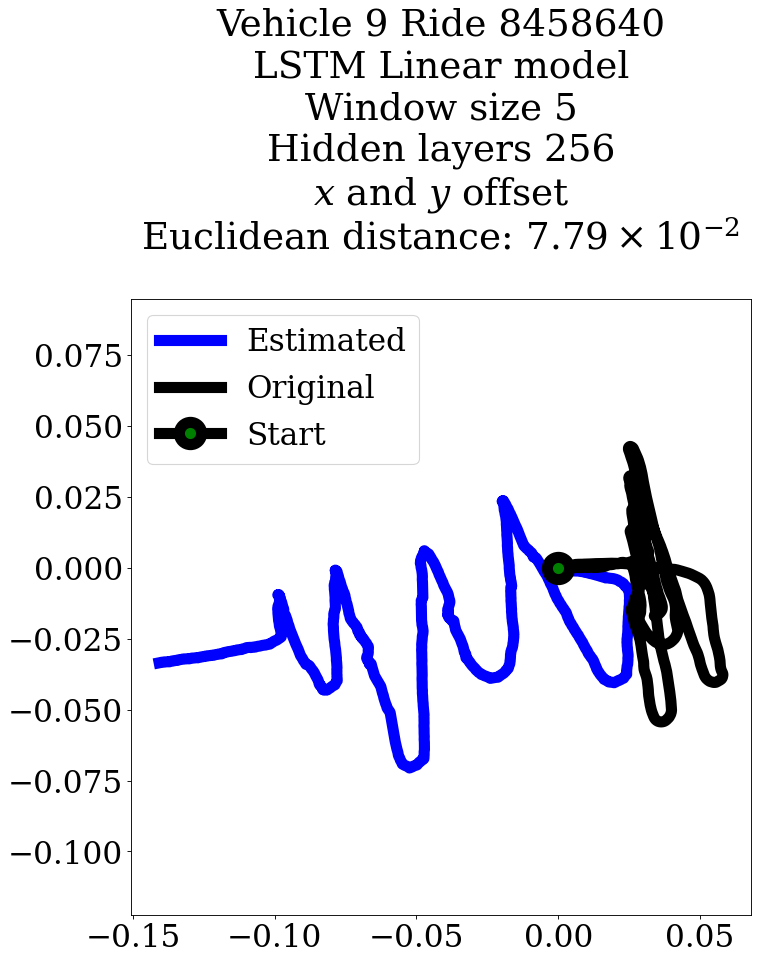 Vehicle 9 Ride 8458640
LSTM Linear model
Window size 5
Hidden layers 256
x and y offset
Euclidean distance: 7.79 × 10⁻²
Estimated
Original
Start
0.075
0.050
0.025
0.000
−0.025
−0.050
−0.075
−0.100
−0.15 −0.10 −0.05 0.00 0.05